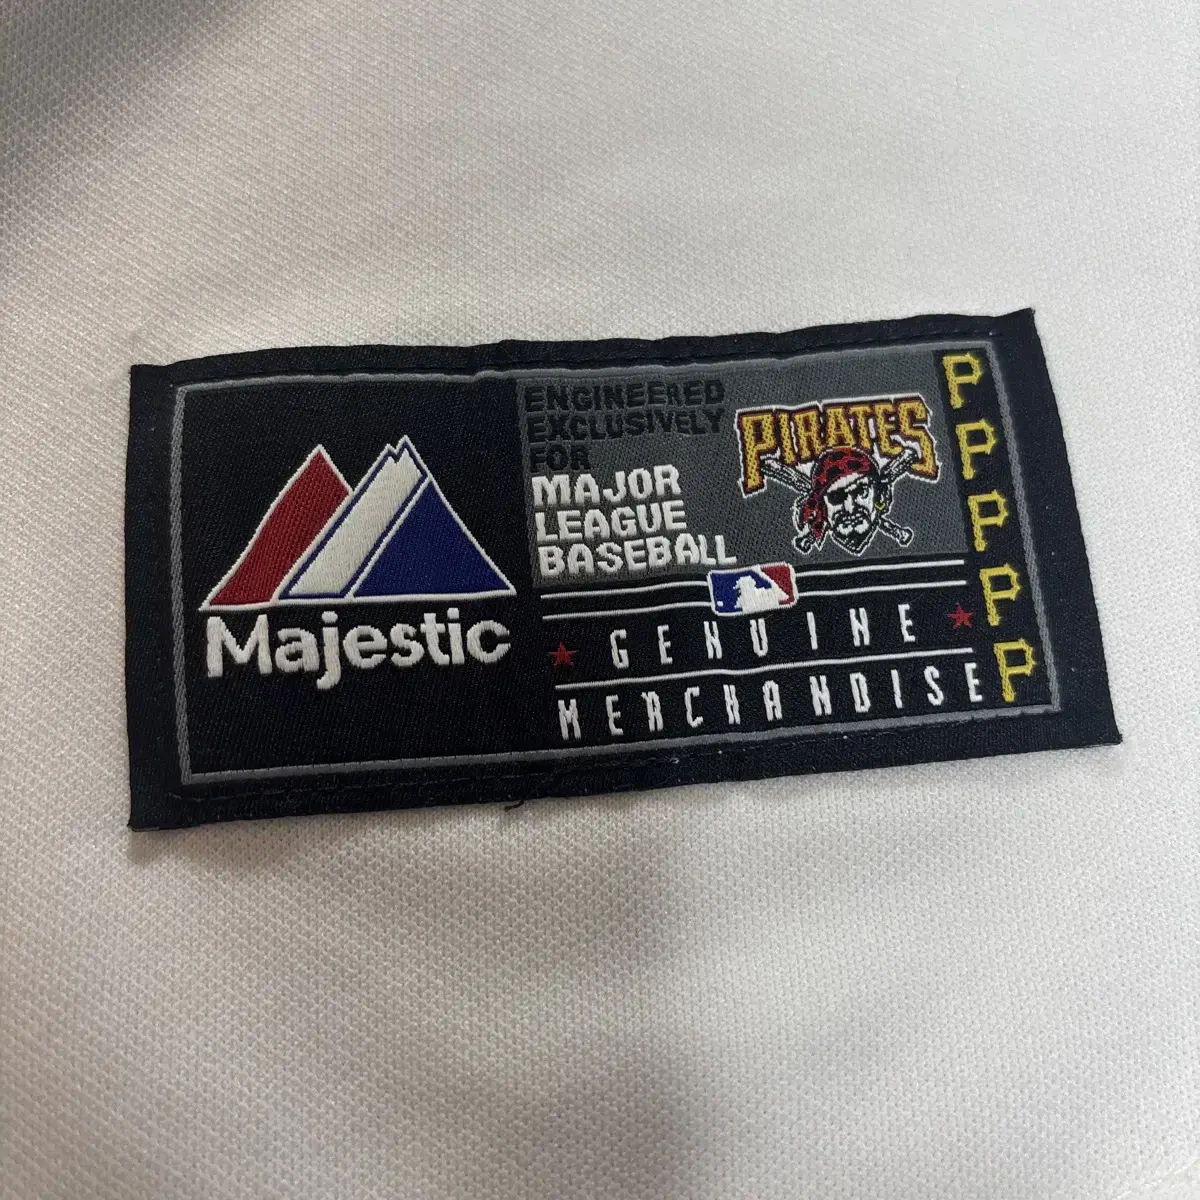 Majestic
ENGINEERED
EXCLUSIVELY
FOR
MAJOR
LEAGUE
BASEBALL
PIRATES
GENUINE
MERCHANDISE
P
P
P
P
P